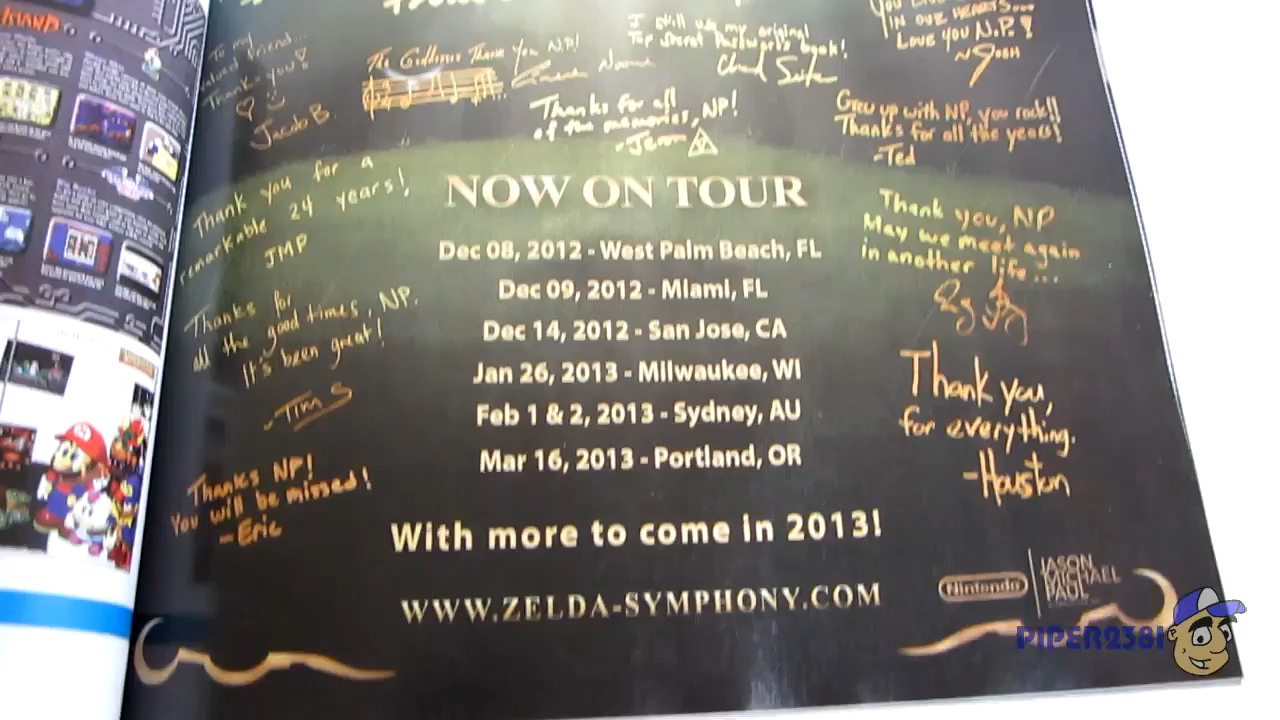 I still use my original
Top Secret Passwords book!
IN OUR HEARTS...
LOVE YOU N.P.!
~JOSH
To my
valued friend...
Thank you!
Jacob B.
The Goddesses Thank You NP!
Thanks for all
of the memories, NP!
Grew up with NP, you rock!!
Thanks for all the years!
-Ted
Thank you for a
remarkable 24 years!
JMP
NOW ON TOUR
Dec 08, 2012 - West Palm Beach, FL
Dec 09, 2012 - Miami, FL
Dec 14, 2012 - San Jose, CA
Jan 26, 2013 - Milwaukee, WI
Feb 1 & 2, 2013 - Sydney, AU
Mar 16, 2013 - Portland, OR
Thank you, NP
May we meet again
in another life...
Thanks for
all the good times, NP.
It's been great!
-Tim S
Thank you,
for everything.
-Houston
Thanks NP!
You will be missed!
-Eric
With more to come in 2013!
WWW.ZELDA-SYMPHONY.COM
Nintendo
JASON
MICHAEL
PAUL
PIPER2381